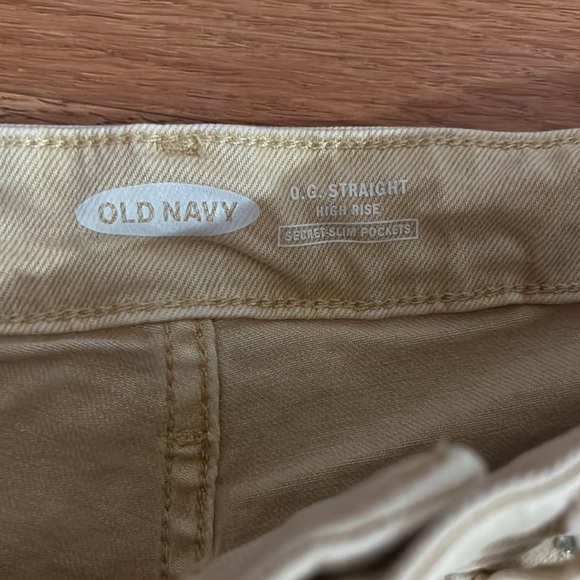 OLD NAVY
O.G. STRAIGHT
HIGH RISE
SECRET-SLIM POCKETS